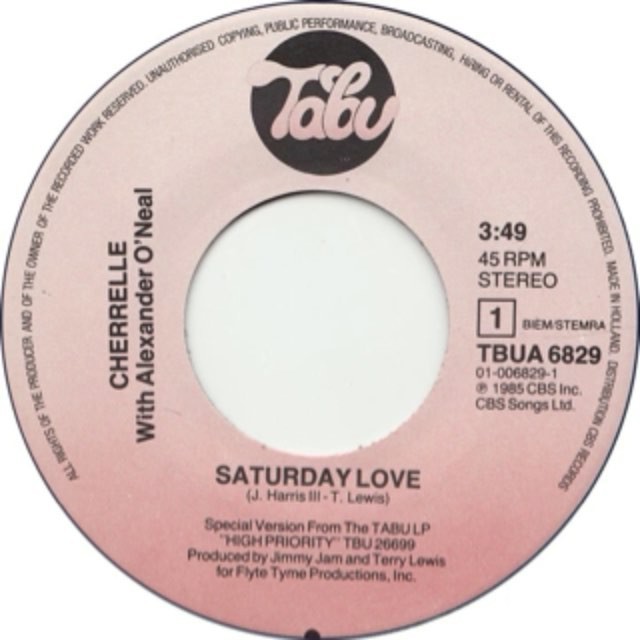 ALL RIGHTS OF THE PRODUCER AND OF THE OWNER OF THE RECORDED WORK RESERVED. UNAUTHORISED COPYING, PUBLIC PERFORMANCE, BROADCASTING, HIRING OR RENTAL OF THIS RECORDING PROHIBITED. MADE IN HOLLAND. DISTRIBUTION CBS RECORDS
Tabu
CHERRELLE
With Alexander O'Neal
3:49
45 RPM
STEREO
1 BIEM/STEMRA
TBUA 6829
01-006829-1
℗ 1985 CBS Inc.
CBS Songs Ltd.
SATURDAY LOVE
(J. Harris III - T. Lewis)
Special Version From The TABU LP
"HIGH PRIORITY" TBU 26699
Produced by Jimmy Jam and Terry Lewis
for Flyte Tyme Productions, Inc.